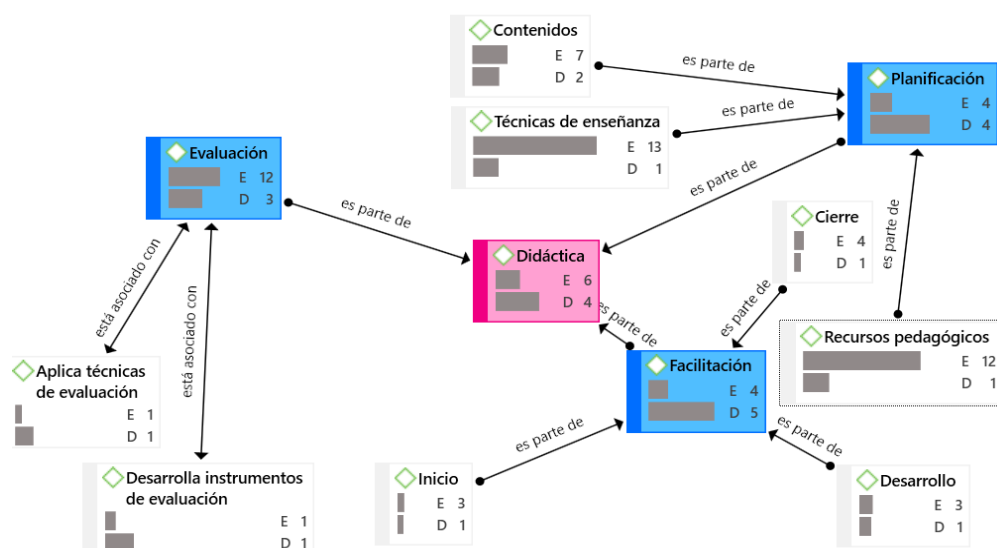 Contenidos
E 7
D 2
es parte de
Planificación
E 4
D 4
es parte de
Técnicas de enseñanza
E 13
D 1
Evaluación
E 12
D 3
es parte de
es parte de
Cierre
E 4
D 1
es parte de
Didáctica
E 6
D 4
está asociado con
está asociado con
es parte de
es parte de
Recursos pedagógicos
E 12
D 1
Facilitación
E 4
D 5
Aplica técnicas
de evaluación
E 1
D 1
es parte de
es parte de
Desarrolla instrumentos
de evaluación
E 1
D 1
Inicio
E 3
D 1
Desarrollo
E 3
D 1